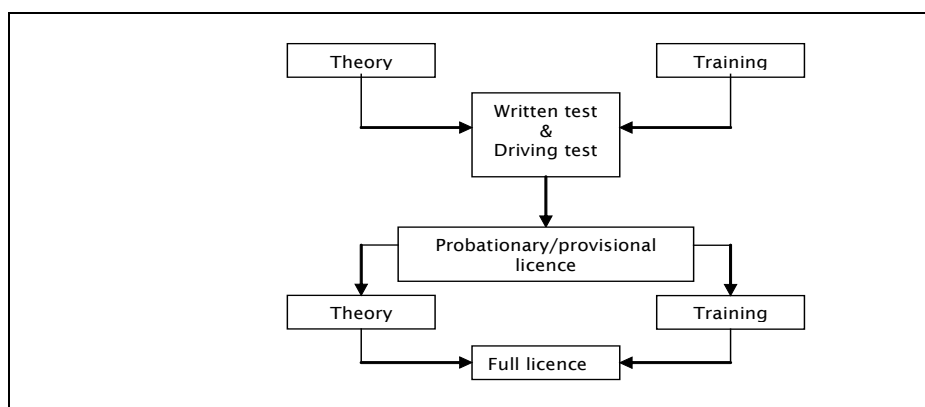 Theory
Training
Written test
&
Driving test
Probationary/provisional
licence
Theory
Training
Full licence